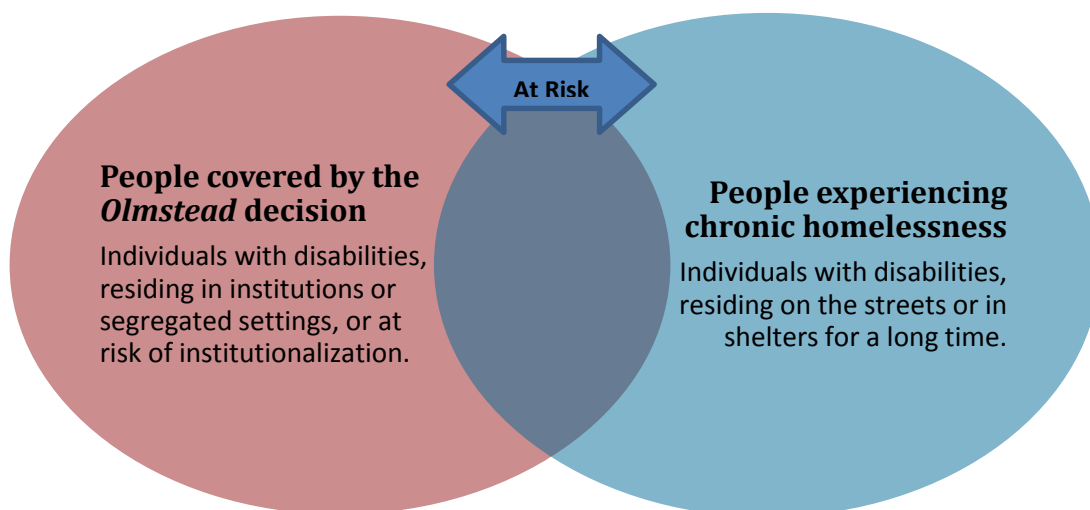 At Risk
People covered by the
Olmstead decision
Individuals with disabilities,
residing in institutions or
segregated settings, or at
risk of institutionalization.
People experiencing
chronic homelessness
Individuals with disabilities,
residing on the streets or in
shelters for a long time.